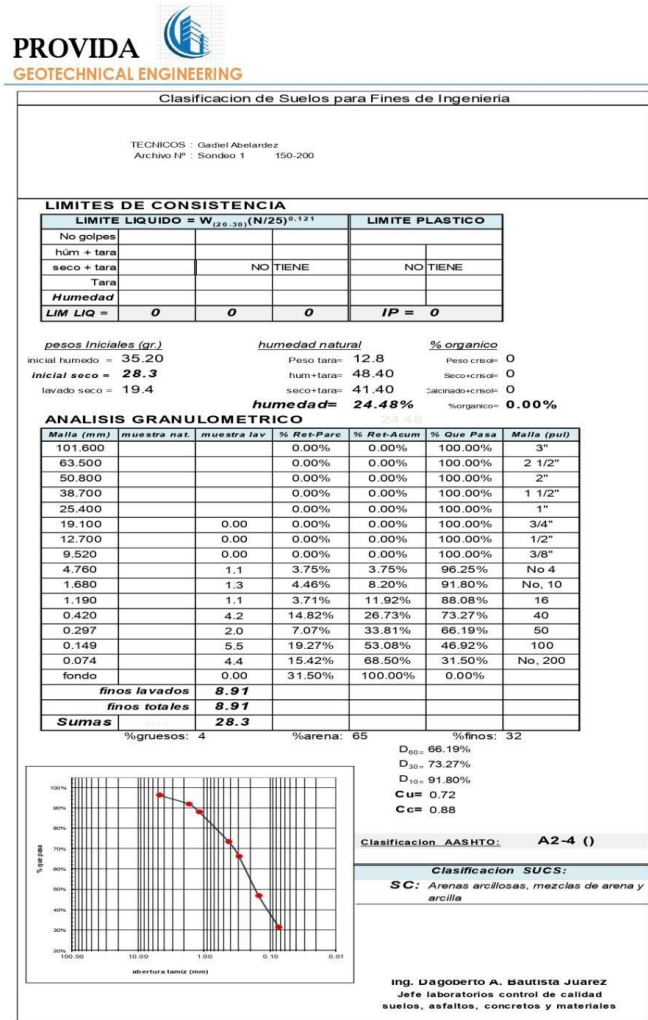 PROVIDA
GEOTECHNICAL ENGINEERING
Clasificacion de Suelos para Fines de Ingenieria
TECNICOS : Gadiel Abelardez
Archivo Nº : Sondeo 1 150-200
LIMITES DE CONSISTENCIA
LIMITE LIQUIDO = W(20-30)(N/25)^0.121 LIMITE PLASTICO
No golpes
húm + tara
seco + tara NO TIENE NO TIENE
Tara
Humedad
LIM LIQ = 0 0 0 IP = 0
pesos Iniciales (gr.) humedad natural % organico
inicial humedo = 35.20 Peso tara= 12.8 Peso crisol= 0
inicial seco = 28.3 hum+tara= 48.40 Seco+crisol= 0
lavado seco = 19.4 seco+tara= 41.40 Calcinado+crisol= 0
humedad= 24.48% %organico= 0.00%
ANALISIS GRANULOMETRICO 24.48
Malla (mm) muestra nat. muestra lav % Ret-Parc % Ret-Acum % Que Pasa Malla (pul)
101.600 0.00% 0.00% 100.00% 3"
63.500 0.00% 0.00% 100.00% 2 1/2"
50.800 0.00% 0.00% 100.00% 2"
38.700 0.00% 0.00% 100.00% 1 1/2"
25.400 0.00% 0.00% 100.00% 1"
19.100 0.00 0.00% 0.00% 100.00% 3/4"
12.700 0.00 0.00% 0.00% 100.00% 1/2"
9.520 0.00 0.00% 0.00% 100.00% 3/8"
4.760 1.1 3.75% 3.75% 96.25% No 4
1.680 1.3 4.46% 8.20% 91.80% No, 10
1.190 1.1 3.71% 11.92% 88.08% 16
0.420 4.2 14.82% 26.73% 73.27% 40
0.297 2.0 7.07% 33.81% 66.19% 50
0.149 5.5 19.27% 53.08% 46.92% 100
0.074 4.4 15.42% 68.50% 31.50% No, 200
fondo 0.00 31.50% 100.00% 0.00%
finos lavados 8.91
finos totales 8.91
Sumas 28.3
%gruesos: 4 %arena: 65 %finos: 32
D60= 66.19%
D30= 73.27%
D10= 91.80%
Cu= 0.72
Cc= 0.88
Clasificacion AASHTO: A2-4 ()
Clasificacion SUCS:
SC: Arenas arcillosas, mezclas de arena y
arcilla
% que pasa
100%
90%
80%
70%
60%
50%
40%
30%
20%
100.00 10.00 1.00 0.10 0.01
abertura tamiz (mm)
Ing. Dagoberto A. Bautista Juarez
Jefe laboratorios control de calidad
suelos, asfaltos, concretos y materiales